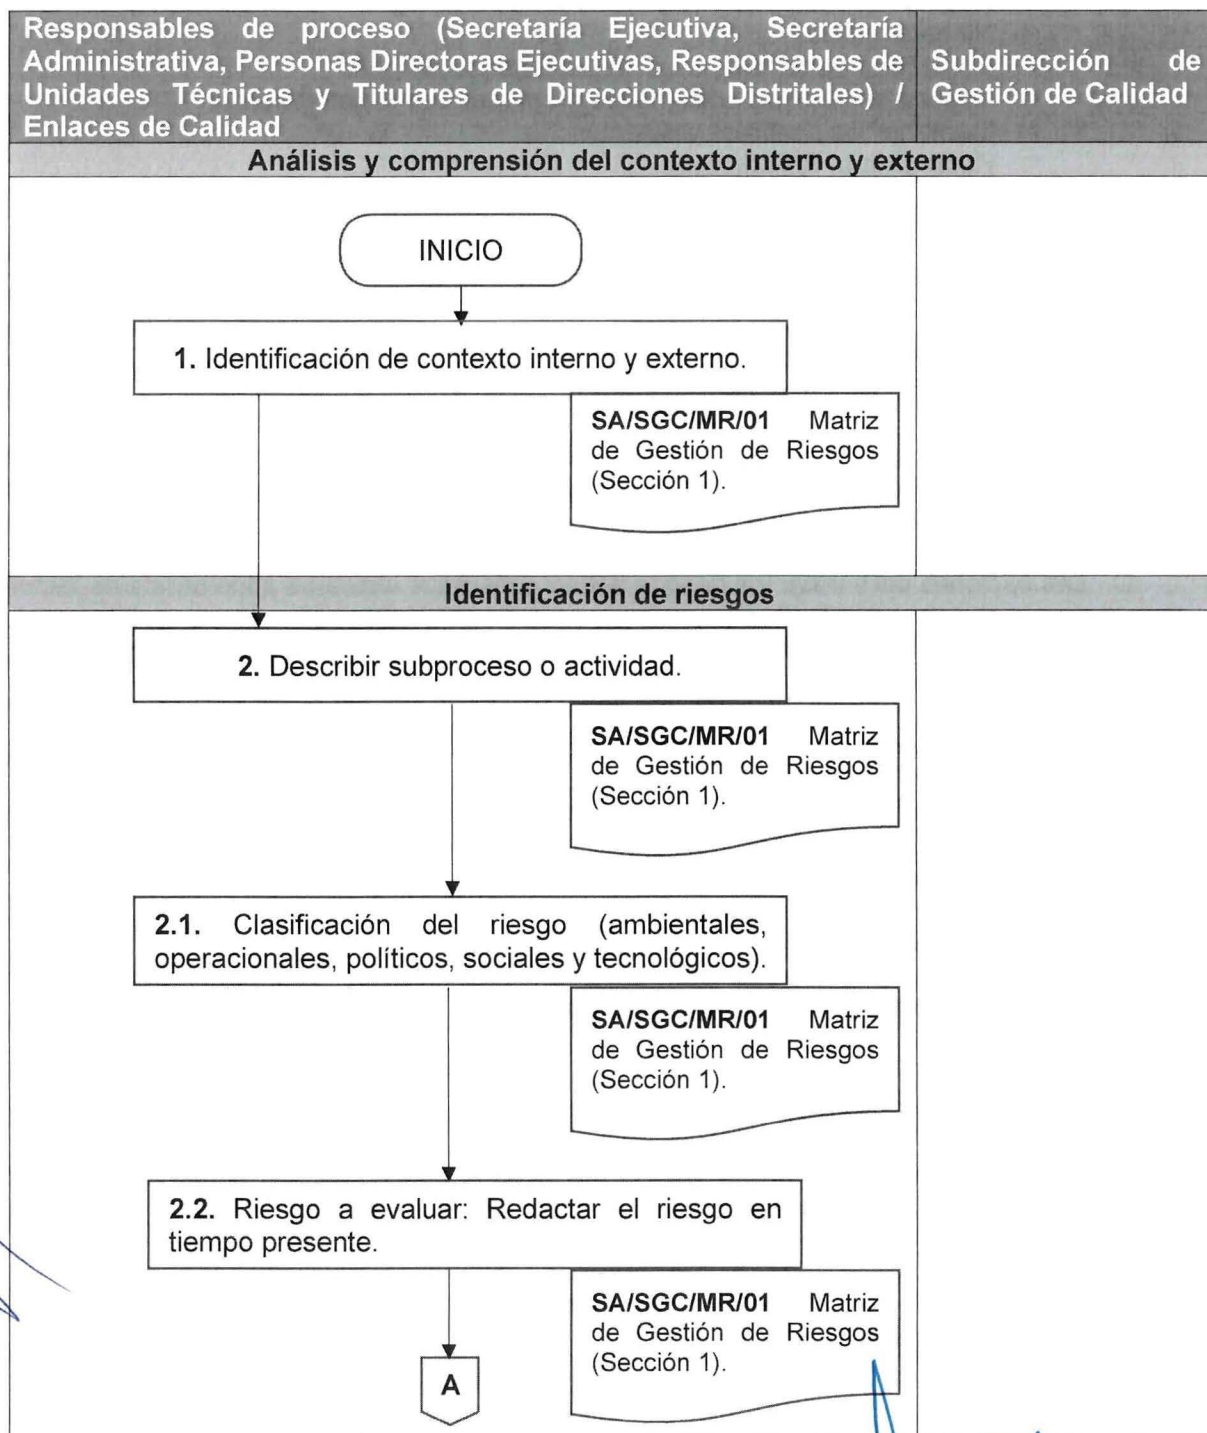 Responsables de proceso (Secretaría Ejecutiva, Secretaría
Administrativa, Personas Directoras Ejecutivas, Responsables de
Unidades Técnicas y Titulares de Direcciones Distritales) /
Enlaces de Calidad
Subdirección de
Gestión de Calidad
Análisis y comprensión del contexto interno y externo
INICIO
1. Identificación de contexto interno y externo.
SA/SGC/MR/01 Matriz
de Gestión de Riesgos
(Sección 1).
Identificación de riesgos
2. Describir subproceso o actividad.
SA/SGC/MR/01 Matriz
de Gestión de Riesgos
(Sección 1).
2.1. Clasificación del riesgo (ambientales,
operacionales, políticos, sociales y tecnológicos).
SA/SGC/MR/01 Matriz
de Gestión de Riesgos
(Sección 1).
2.2. Riesgo a evaluar: Redactar el riesgo en
tiempo presente.
SA/SGC/MR/01 Matriz
de Gestión de Riesgos
(Sección 1).
A